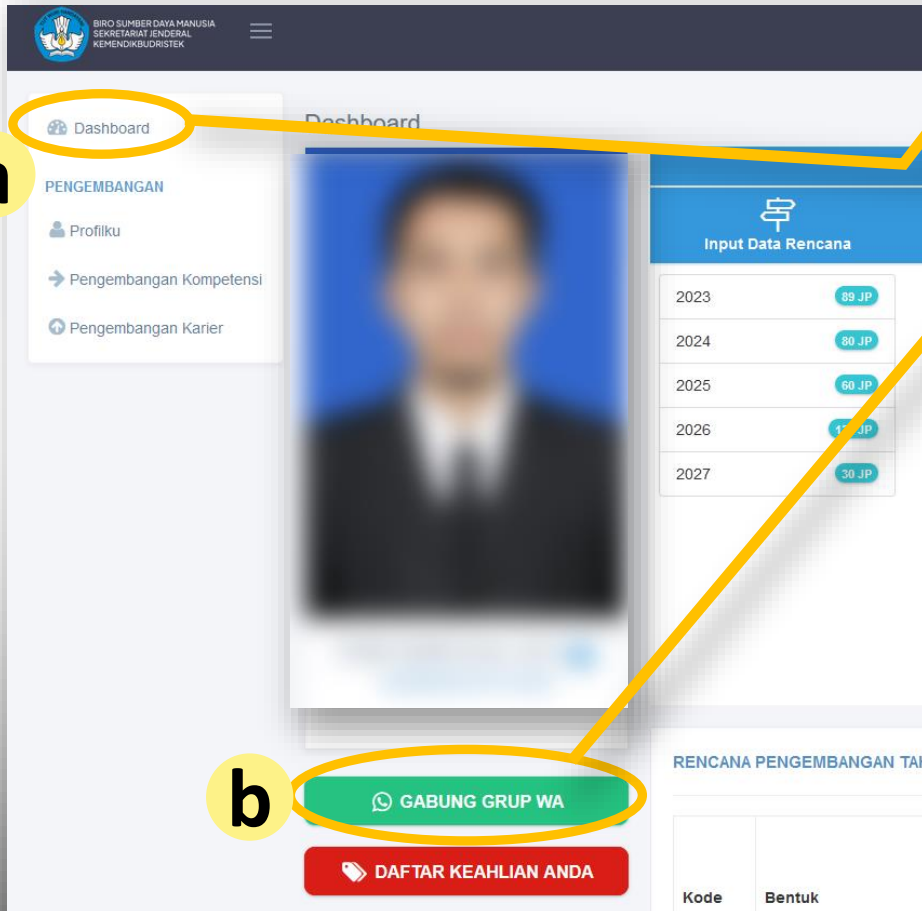 BIRO SUMBER DAYA MANUSIA
SEKRETARIAT JENDERAL
KEMENDIKBUDRISTEK
Dashboard
PENGEMBANGAN
Profilku
Pengembangan Kompetensi
Pengembangan Karier
Dashboard
Input Data Rencana
2023 89 JP
2024 80 JP
2025 60 JP
2026 JP
2027 30 JP
b
GABUNG GRUP WA
DAFTAR KEAHLIAN ANDA
RENCANA PENGEMBANGAN
Kode Bentuk